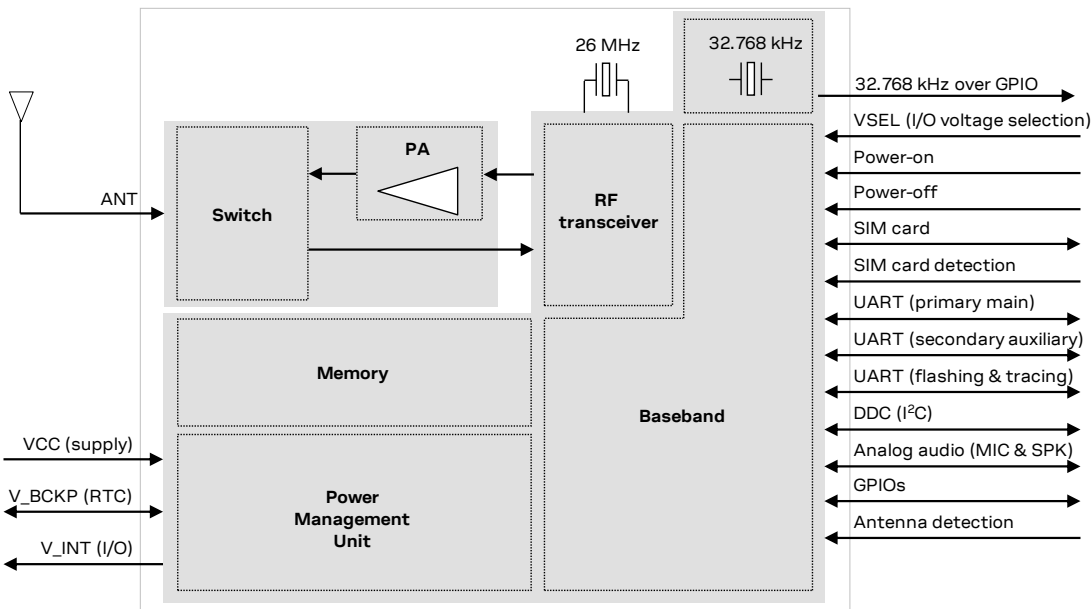 26 MHz
32.768 kHz
32.768 kHz over GPIO
VSEL (I/O voltage selection)
PA
Power-on
RF
transceiver
Power-off
ANT
Switch
SIM card
SIM card detection
UART (primary main)
UART (secondary auxiliary)
Memory
UART (flashing & tracing)
Baseband
DDC (I²C)
VCC (supply)
Analog audio (MIC & SPK)
V_BCKP (RTC)
GPIOs
Power
Management
Unit
Antenna detection
V_INT (I/O)